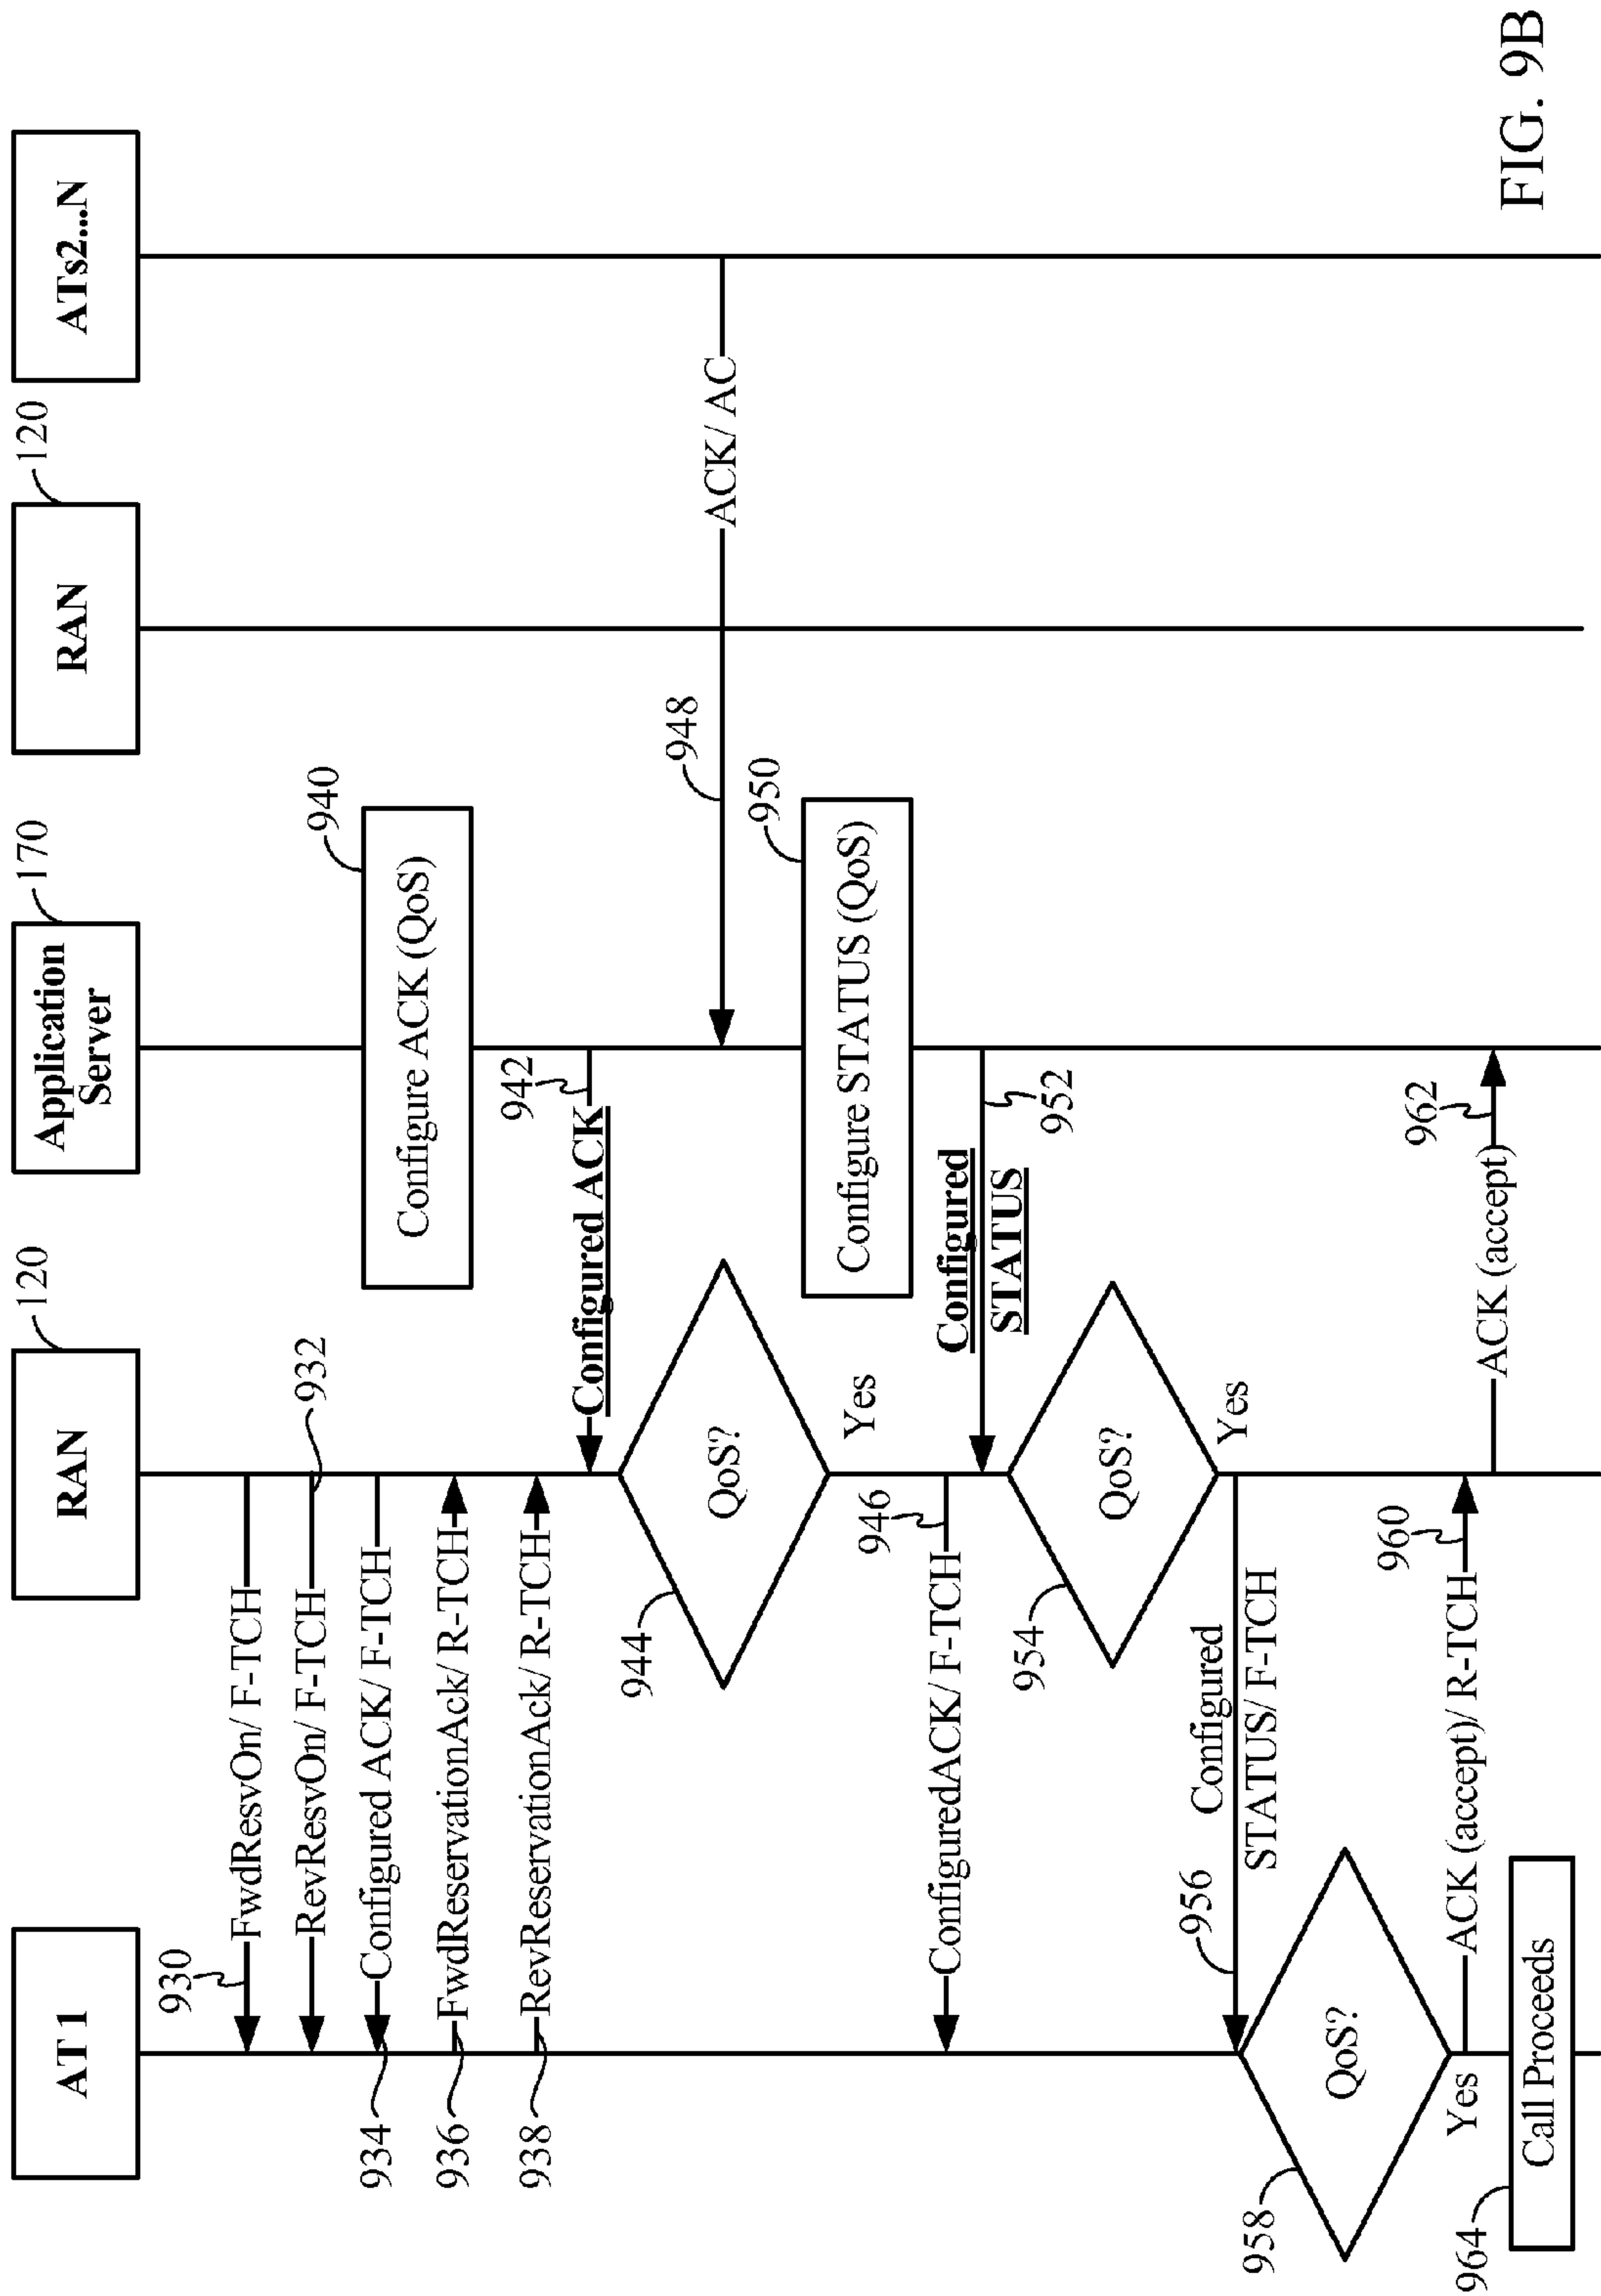 AT 1
RAN
120
Application
Server
170
RAN
120
ATs2...N
930
FwdResvOn/ F-TCH
RevResvOn/ F-TCH
932
934
Configured ACK/ F-TCH
936
FwdReservationAck/ R-TCH
938
RevReservationAck/ R-TCH
Configure ACK (QoS)
940
Configured ACK
942
944
QoS?
Yes
948
ACK/ AC
Configure STATUS (QoS)
950
ConfiguredACK/ F-TCH
946
Configured
STATUS
952
954
QoS?
Yes
956
Configured
STATUS/ F-TCH
958
QoS?
Yes
ACK (accept)/ R-TCH
960
ACK (accept)
962
964
Call Proceeds
FIG. 9B